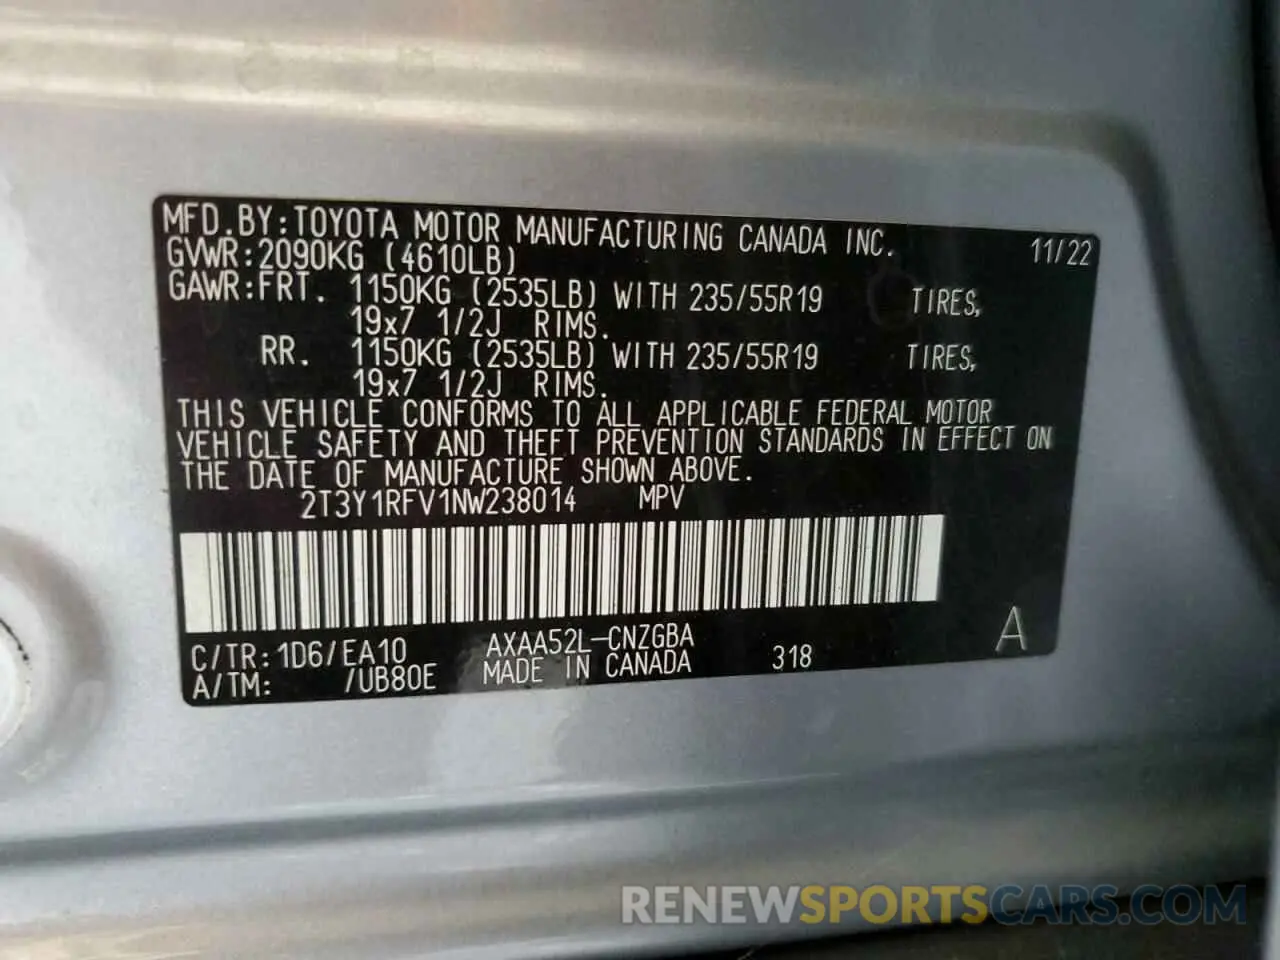 MFD.BY:TOYOTA MOTOR MANUFACTURING CANADA INC. 11/22
GVWR:2090KG (4610LB)
GAWR:FRT. 1150KG (2535LB) WITH 235/55R19 TIRES,
19x7 1/2J RIMS.
RR. 1150KG (2535LB) WITH 235/55R19 TIRES,
19x7 1/2J RIMS.
THIS VEHICLE CONFORMS TO ALL APPLICABLE FEDERAL MOTOR
VEHICLE SAFETY AND THEFT PREVENTION STANDARDS IN EFFECT ON
THE DATE OF MANUFACTURE SHOWN ABOVE.
2T3Y1RFV1NW238014 MPV
C/TR:1D6/EA10 AXAA52L-CNZGBA
A/TM: /UB80E MADE IN CANADA 318 A
RENEWSPORTSCARS.COM